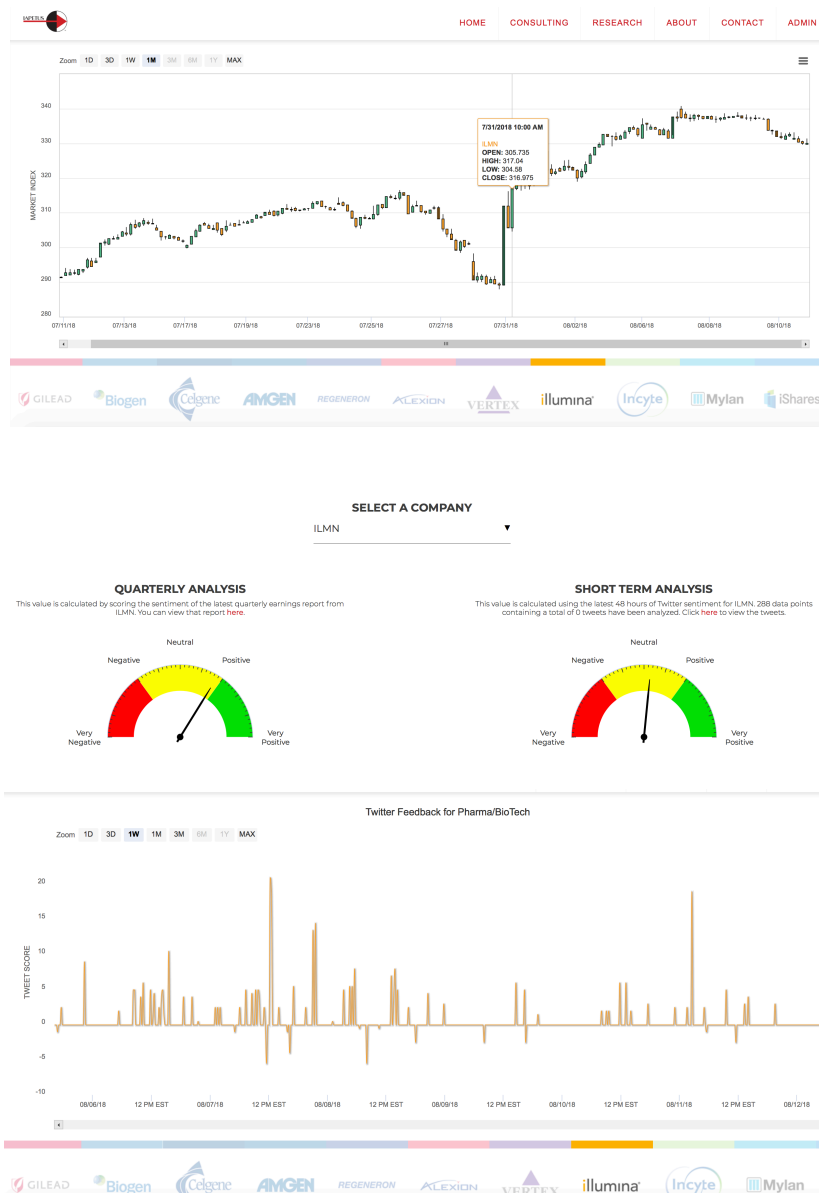 IAPETUS
HOME CONSULTING RESEARCH ABOUT CONTACT ADMIN
Zoom 1D 3D 1W 1M 3M 6M 1Y MAX
MARKET INDEX
340
330
320
310
300
290
280
7/31/2018 10:00 AM
ILMN
OPEN: 305.735
HIGH: 317.04
LOW: 304.58
CLOSE: 316.975
07/11/18 07/13/18 07/17/18 07/19/18 07/23/18 07/25/18 07/27/18 07/31/18 08/02/18 08/06/18 08/08/18 08/10/18
GILEAD Biogen Celgene AMGEN REGENERON ALEXION VERTEX illumina Incyte Mylan iShares
SELECT A COMPANY
ILMN
QUARTERLY ANALYSIS
This value is calculated by scoring the sentiment of the latest quarterly earnings report from
ILMN. You can view that report here.
Neutral
Negative Positive
Very Negative
Very Positive
SHORT TERM ANALYSIS
This value is calculated using the latest 48 hours of Twitter sentiment for ILMN. 288 data points
containing a total of 0 tweets have been analyzed. Click here to view the tweets.
Neutral
Negative Positive
Very Negative
Very Positive
Twitter Feedback for Pharma/BioTech
Zoom 1D 3D 1W 1M 3M 6M 1Y MAX
TWEET SCORE
20
15
10
5
0
-5
-10
08/06/18 12 PM EST 08/07/18 12 PM EST 08/08/18 12 PM EST 08/09/18 12 PM EST 08/10/18 12 PM EST 08/11/18 12 PM EST 08/12/18
GILEAD Biogen Celgene AMGEN REGENERON ALEXION VERTEX illumina Incyte Mylan